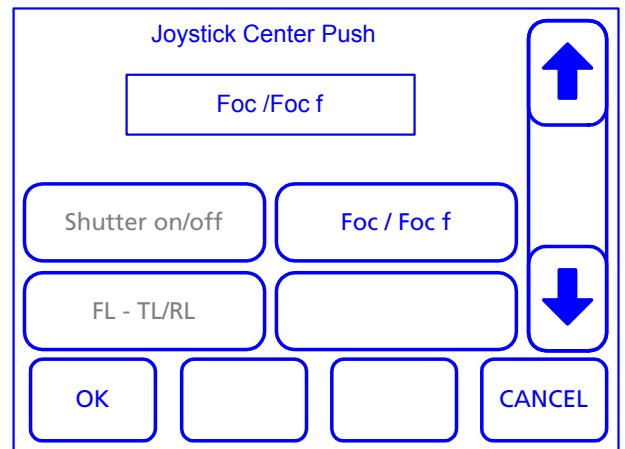 Joystick Center Push
Foc /Foc f
Shutter on/off
Foc / Foc f
FL - TL/RL
OK
CANCEL